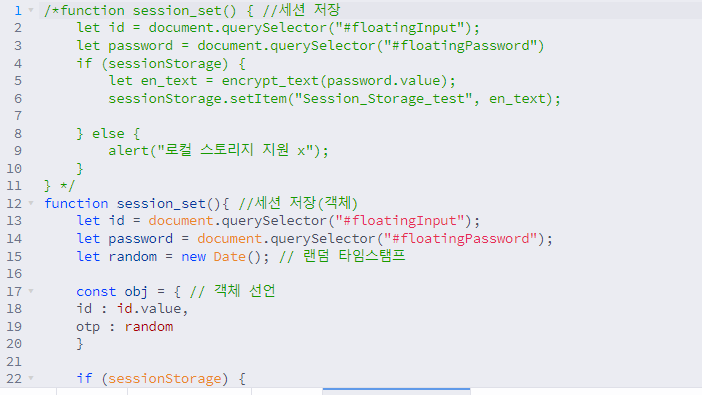 1 /*function session_set() { //세션 저장
2     let id = document.querySelector("#floatingInput");
3     let password = document.querySelector("#floatingPassword")
4     if (sessionStorage) {
5         let en_text = encrypt_text(password.value);
6         sessionStorage.setItem("Session_Storage_test", en_text);
7
8     } else {
9         alert("로컬 스토리지 지원 x");
10     }
11 } */
12 function session_set(){ //세션 저장(객체)
13     let id = document.querySelector("#floatingInput");
14     let password = document.querySelector("#floatingPassword");
15     let random = new Date(); // 랜덤 타임스탬프
16
17     const obj = { // 객체 선언
18     id : id.value,
19     otp : random
20     }
21
22     if (sessionStorage) {